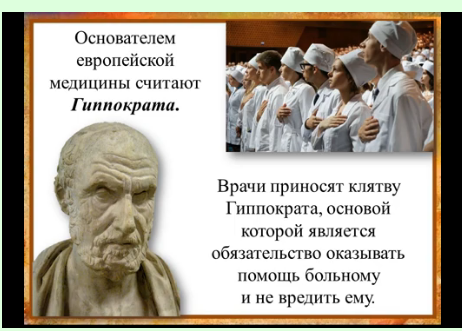 Основателем
европейской
медицины считают
Гиппократа.
Врачи приносят клятву
Гиппократа, основой
которой является
обязательство оказывать
помощь больному
и не вредить ему.